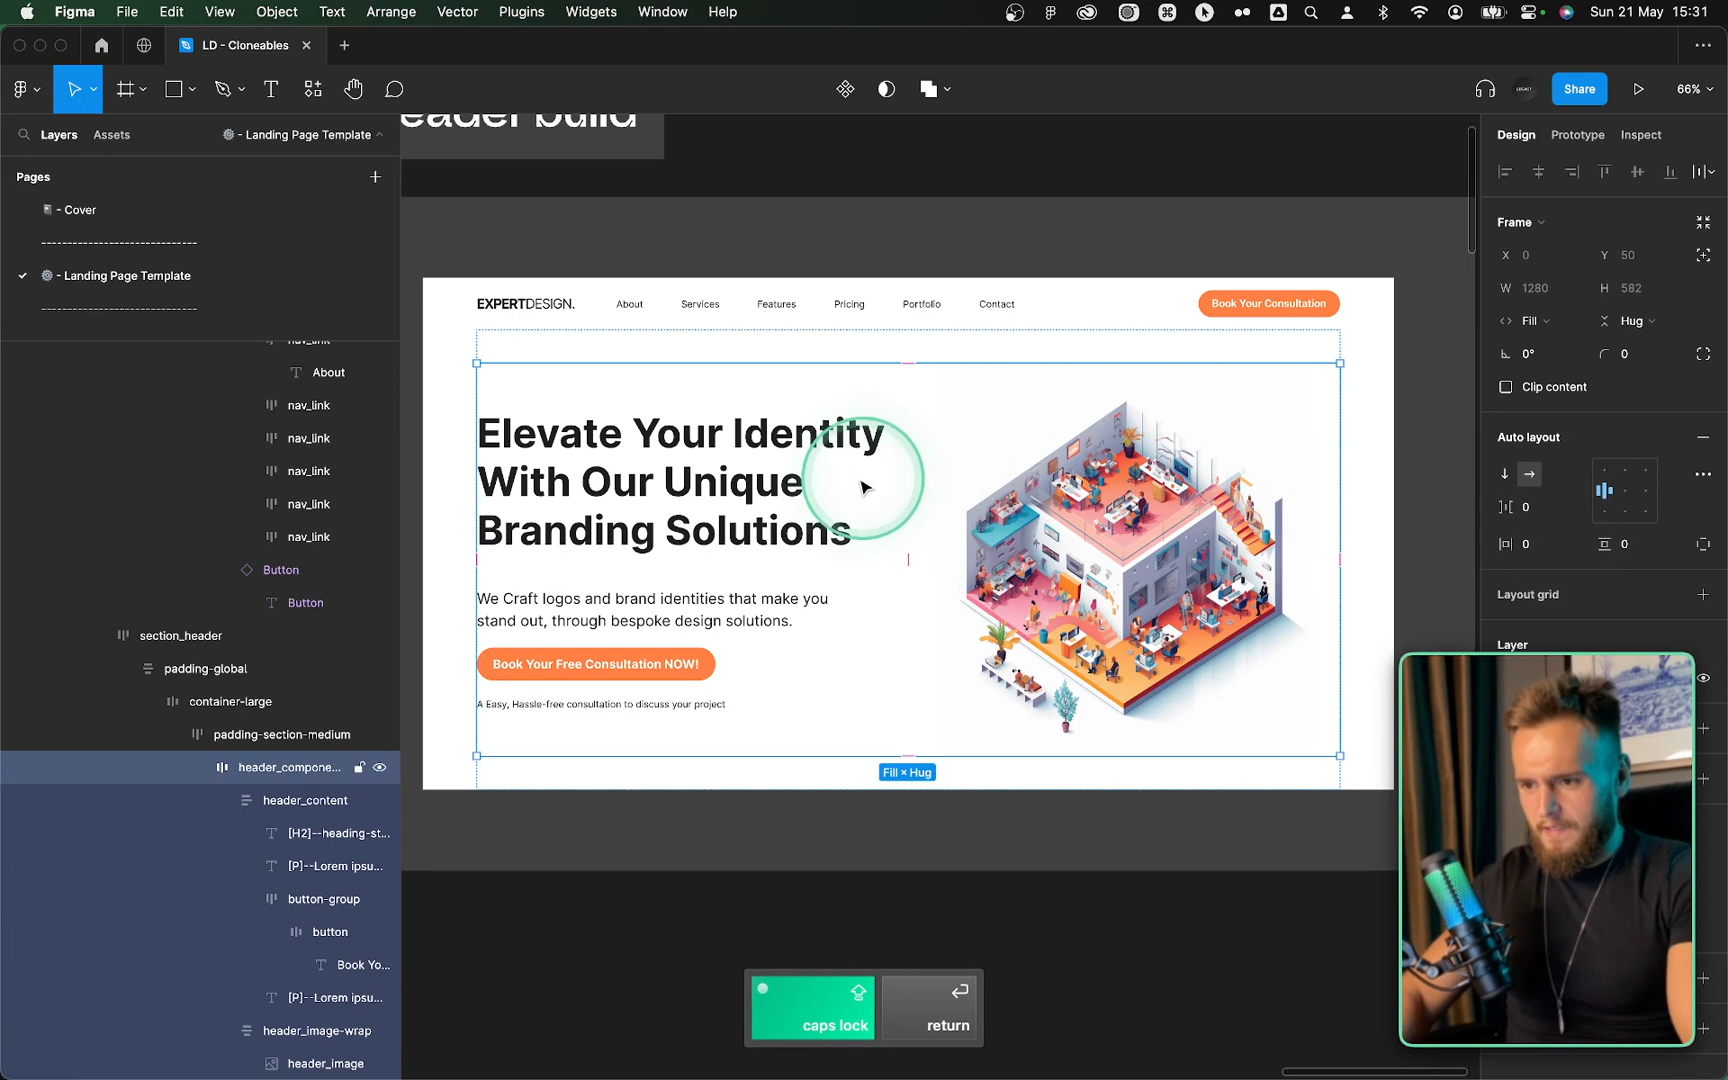 Figma File Edit View Object Text Arrange Vector Plugins Widgets Window Help Sun 21 May 15:31
LD - Cloneables
Share 66%
Layers Assets - Landing Page Template
Pages
- Cover
------------------------------
- Landing Page Template
------------------------------
nav_link
About
nav_link
nav_link
nav_link
nav_link
nav_link
Button
Button
section_header
padding-global
container-large
padding-section-medium
header_compone...
header_content
[H2]--heading-st...
[P]--Lorem ipsu...
button-group
button
Book Yo...
[P]--Lorem ipsu...
header_image-wrap
header_image
eader build
EXPERTDESIGN. About Services Features Pricing Portfolio Contact Book Your Consultation
Elevate Your Identity
With Our Unique
Branding Solutions
We Craft logos and brand identities that make you
stand out, through bespoke design solutions.
Book Your Free Consultation NOW!
A Easy, Hassle-free consultation to discuss your project
Fill × Hug
caps lock return
Design Prototype Inspect
Frame
X 0 Y 50
W 1280 H 582
Fill Hug
0° 0
Clip content
Auto layout
0
0 0
Layout grid
Layer